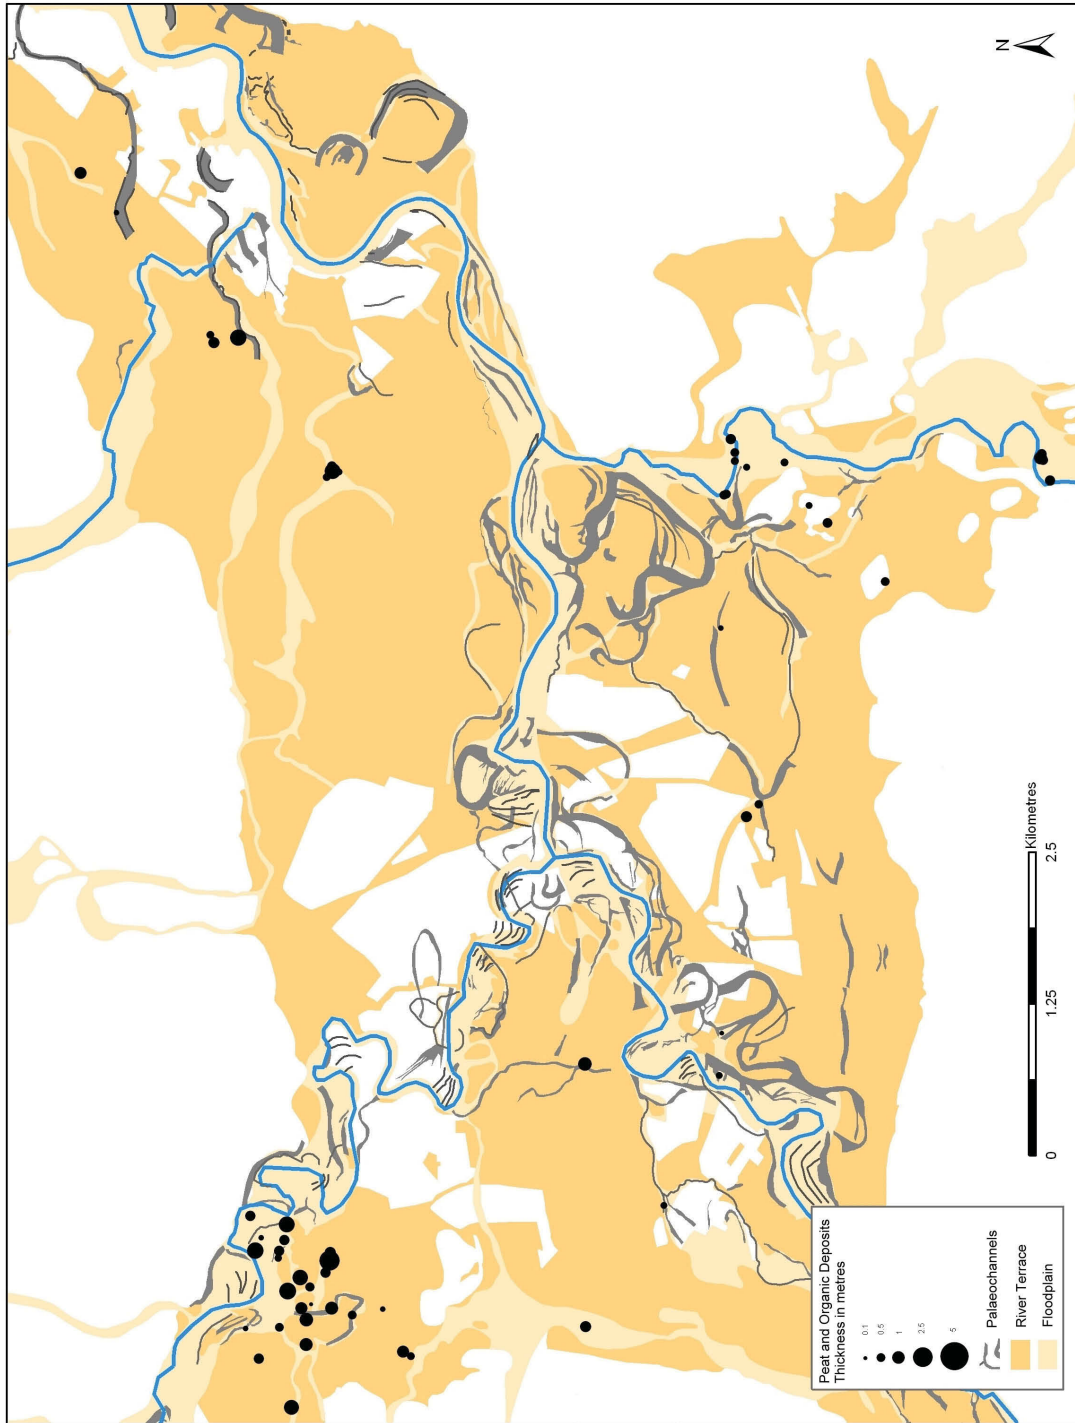 N
Kilometres
0
1.25
2.5
Peat and Organic Deposits
Thickness in metres
0.1
0.5
1
2.5
5
Palaeochannels
River Terrace
Floodplain